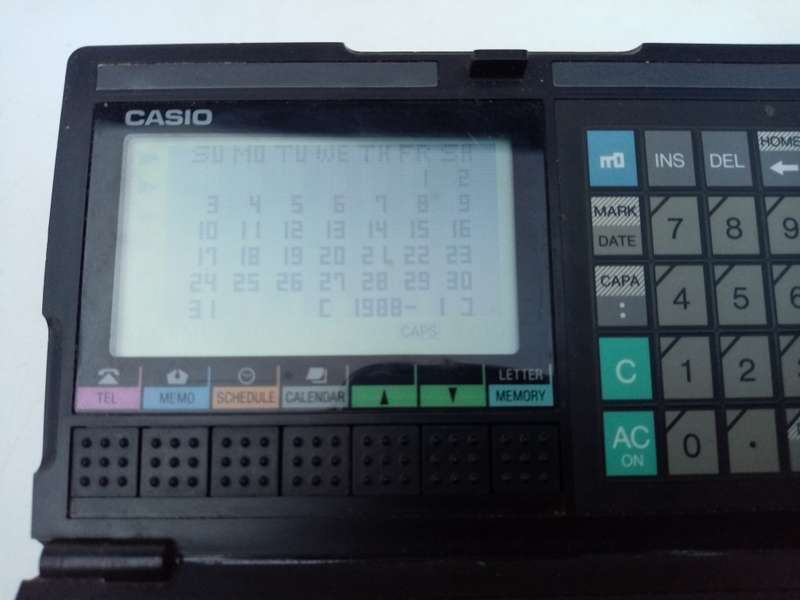 CASIO
SU MO TU WE TH FR SA
1 2
3 4 5 6 7 8 9
10 11 12 13 14 15 16
17 18 19 20 21 22 23
24 25 26 27 28 29 30
31 [ 1988- 1 ]
CAPS
LETTER
TEL MEMO SCHEDULE CALENDAR MEMORY
INS DEL HOME
MARK
DATE 7 8 9
CAPA
: 4 5 6
C 1 2
AC
ON 0 .